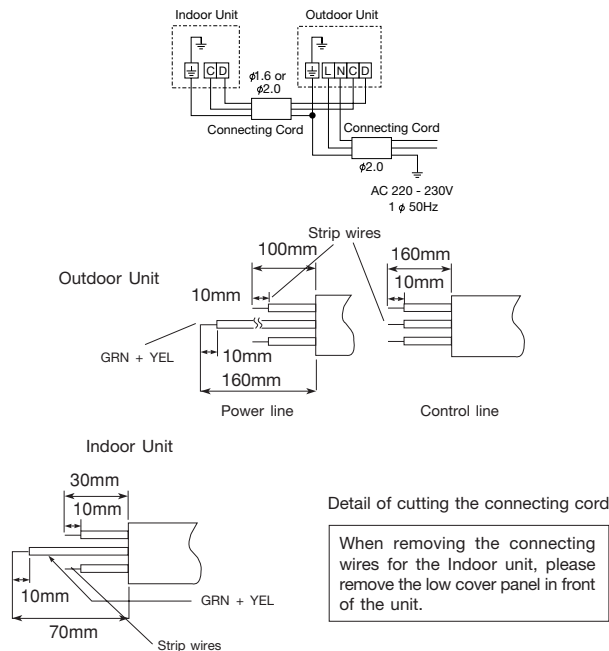 Indoor Unit
Outdoor Unit
C D
L N C D
ϕ1.6 or
ϕ2.0
Connecting Cord
Connecting Cord
ϕ2.0
AC 220 - 230V
1 ϕ 50Hz
Strip wires
100mm
160mm
Outdoor Unit
10mm
10mm
GRN + YEL
10mm
160mm
Power line
Control line
Indoor Unit
30mm
10mm
Detail of cutting the connecting cord
When removing the connecting
wires for the Indoor unit, please
remove the low cover panel in front
of the unit.
10mm
GRN + YEL
70mm
Strip wires